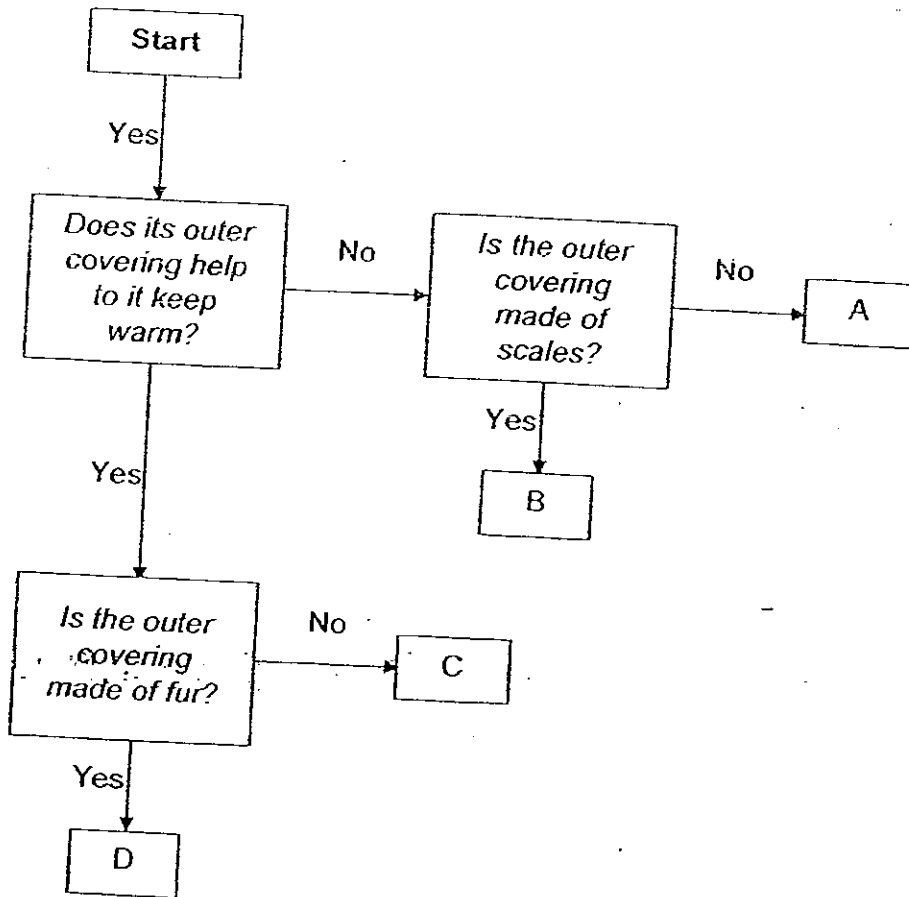 Start
Yes
Does its outer
covering help
to it keep
warm?
No
Is the outer
covering
made of
scales?
No
A
Yes
B
Yes
Is the outer
covering
made of fur?
No
C
Yes
D